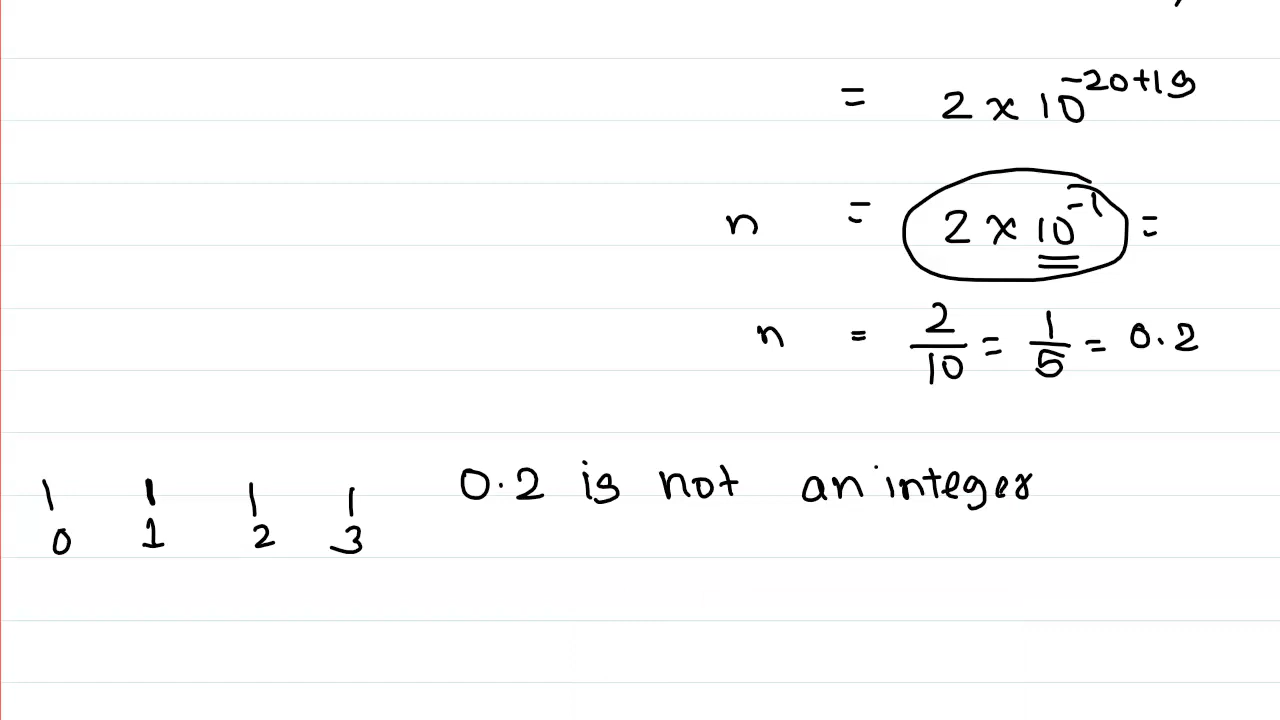 = 2 × 10^{-20+19}
n = 2 × 10^{-1} =
n = 2/10 = 1/5 = 0.2
0.2 is not an integer
0 1 2 3